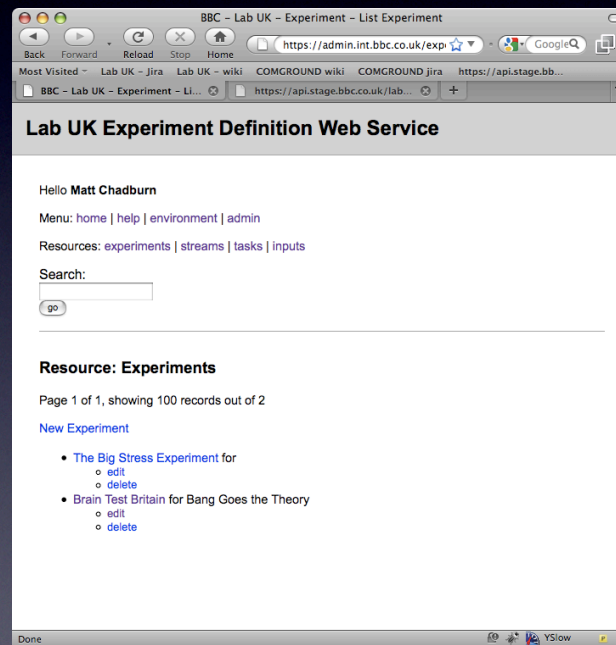 BBC – Lab UK – Experiment – List Experiment
Back Forward Reload Stop Home https://admin.int.bbc.co.uk/exp Google
Most Visited Lab UK – Jira Lab UK – wiki COMGROUND wiki COMGROUND jira https://api.stage.bb...
BBC – Lab UK – Experiment – Li... https://api.stage.bbc.co.uk/lab...
Lab UK Experiment Definition Web Service
Hello Matt Chadburn
Menu: home | help | environment | admin
Resources: experiments | streams | tasks | inputs
Search:
go
Resource: Experiments
Page 1 of 1, showing 100 records out of 2
New Experiment
The Big Stress Experiment for
edit
delete
Brain Test Britain for Bang Goes the Theory
edit
delete
Done YSlow